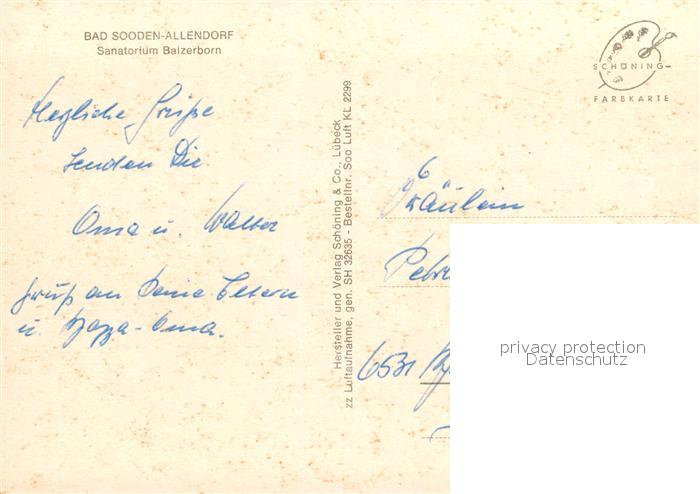 BAD SOODEN-ALLENDORF
Sanatorium Balzerborn
SCHÖNING-
FARBKARTE
Herzliche Grüße
senden Dir
Oma u. Walter
Gruß an Deine Eltern
u. Oma.
Hersteller und Verlag Schöning & Co., Lübeck
zz Luftaufnahme, gen. SH 32635 - Bestellnr. Soo Luft KL 2299
Fräulein
6531
privacy protection
Datenschutz